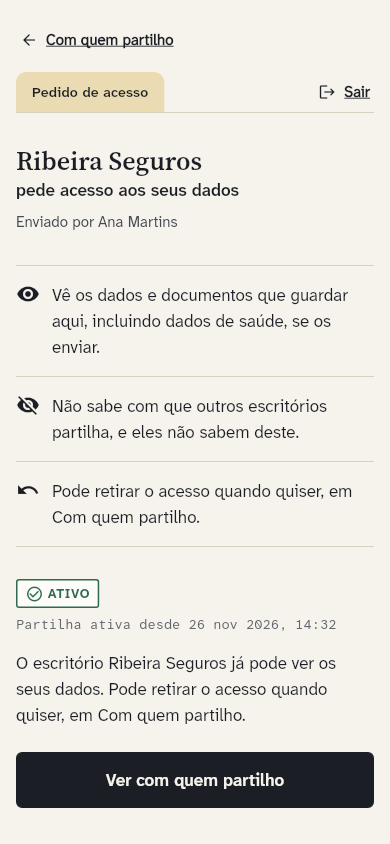 Com quem partilho
Pedido de acesso
Sair
Ribeira Seguros
pede acesso aos seus dados
Enviado por Ana Martins
Vê os dados e documentos que guardar
aqui, incluindo dados de saúde, se os
enviar.
Não sabe com que outros escritórios
partilha, e eles não sabem deste.
Pode retirar o acesso quando quiser, em
Com quem partilho.
ATIVO
Partilha ativa desde 26 nov 2026, 14:32
O escritório Ribeira Seguros já pode ver os
seus dados. Pode retirar o acesso quando
quiser, em Com quem partilho.
Ver com quem partilho